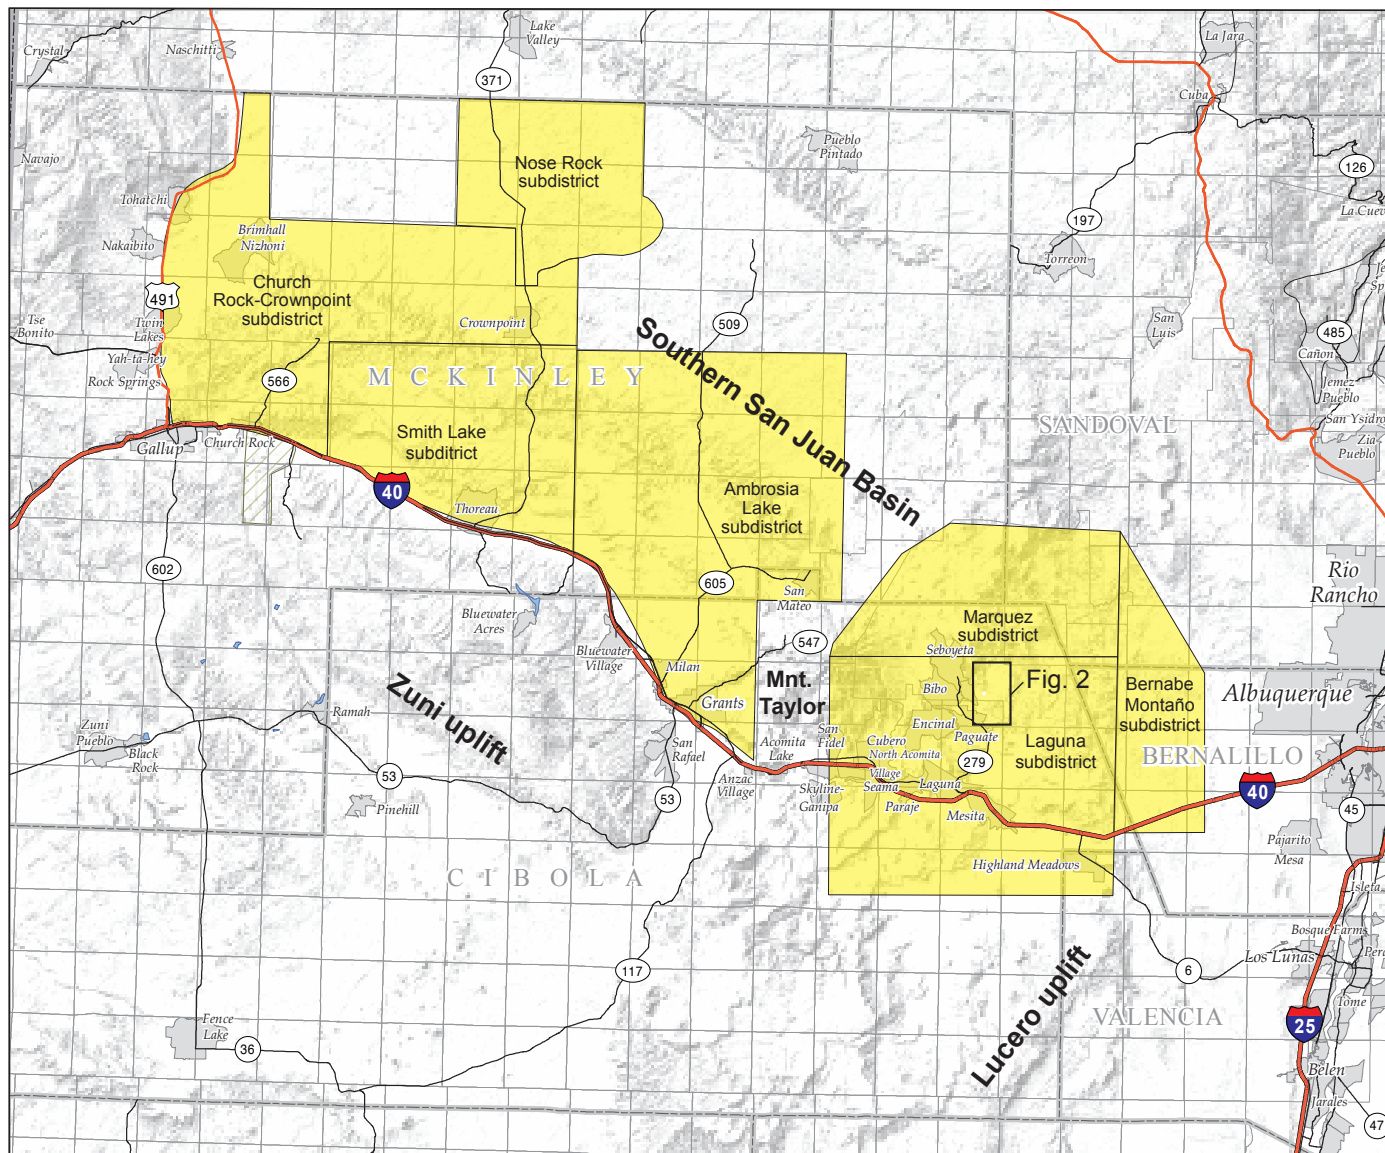 Crystal
Naschitti
Lake
Valley
La Jara
371
Cuba
Navajo
Nose Rock
subdistrict
Pueblo
Pintado
126
Tohatchi
La Cuev
197
Nakaibito
Brimhall
Nizhoni
Torreon
Je
Sp
Church
Rock-Crownpoint
subdistrict
491
Tse
Bonito
Twin
Lakes
Crownpoint
509
San
Luis
485
Cañon
Yah-ta-hey
Rock Springs
566
MCKINLEY
Southern San Juan Basin
Jemez
Pueblo
SANDOVAL
San Ysidro
Zia
Pueblo
Gallup
Church Rock
Smith Lake
subditrict
40
Thoreau
Ambrosia
Lake
subdistrict
602
605
San
Mateo
Rio
Rancho
Bluewater
Acres
Bluewater
Village
547
Marquez
subdistrict
Seboyeta
Milan
Mnt.
Taylor
Bibo
Fig. 2
Bernabe
Montaño
subdistrict
Albuquerque
Zuni uplift
Ramah
Grants
Encinal
Paguate
Zuni
Pueblo
Black
Rock
San
Rafael
Acomita
Lake
San
Fidel
Cubero
North Acomita
Village
279
Laguna
subdistrict
BERNALILLO
53
Anzac
Village
Skyline-
Ganipa
Seama
Laguna
Paraje
Mesita
40
45
Pinehill
53
Pajarito
Mesa
CIBOLA
Highland Meadows
Isleta
Bosque Farms
Los Lunas
Pera
117
6
Lucero uplift
Tome
VALENCIA
25
Fence
Lake
36
Belen
Jarales
47